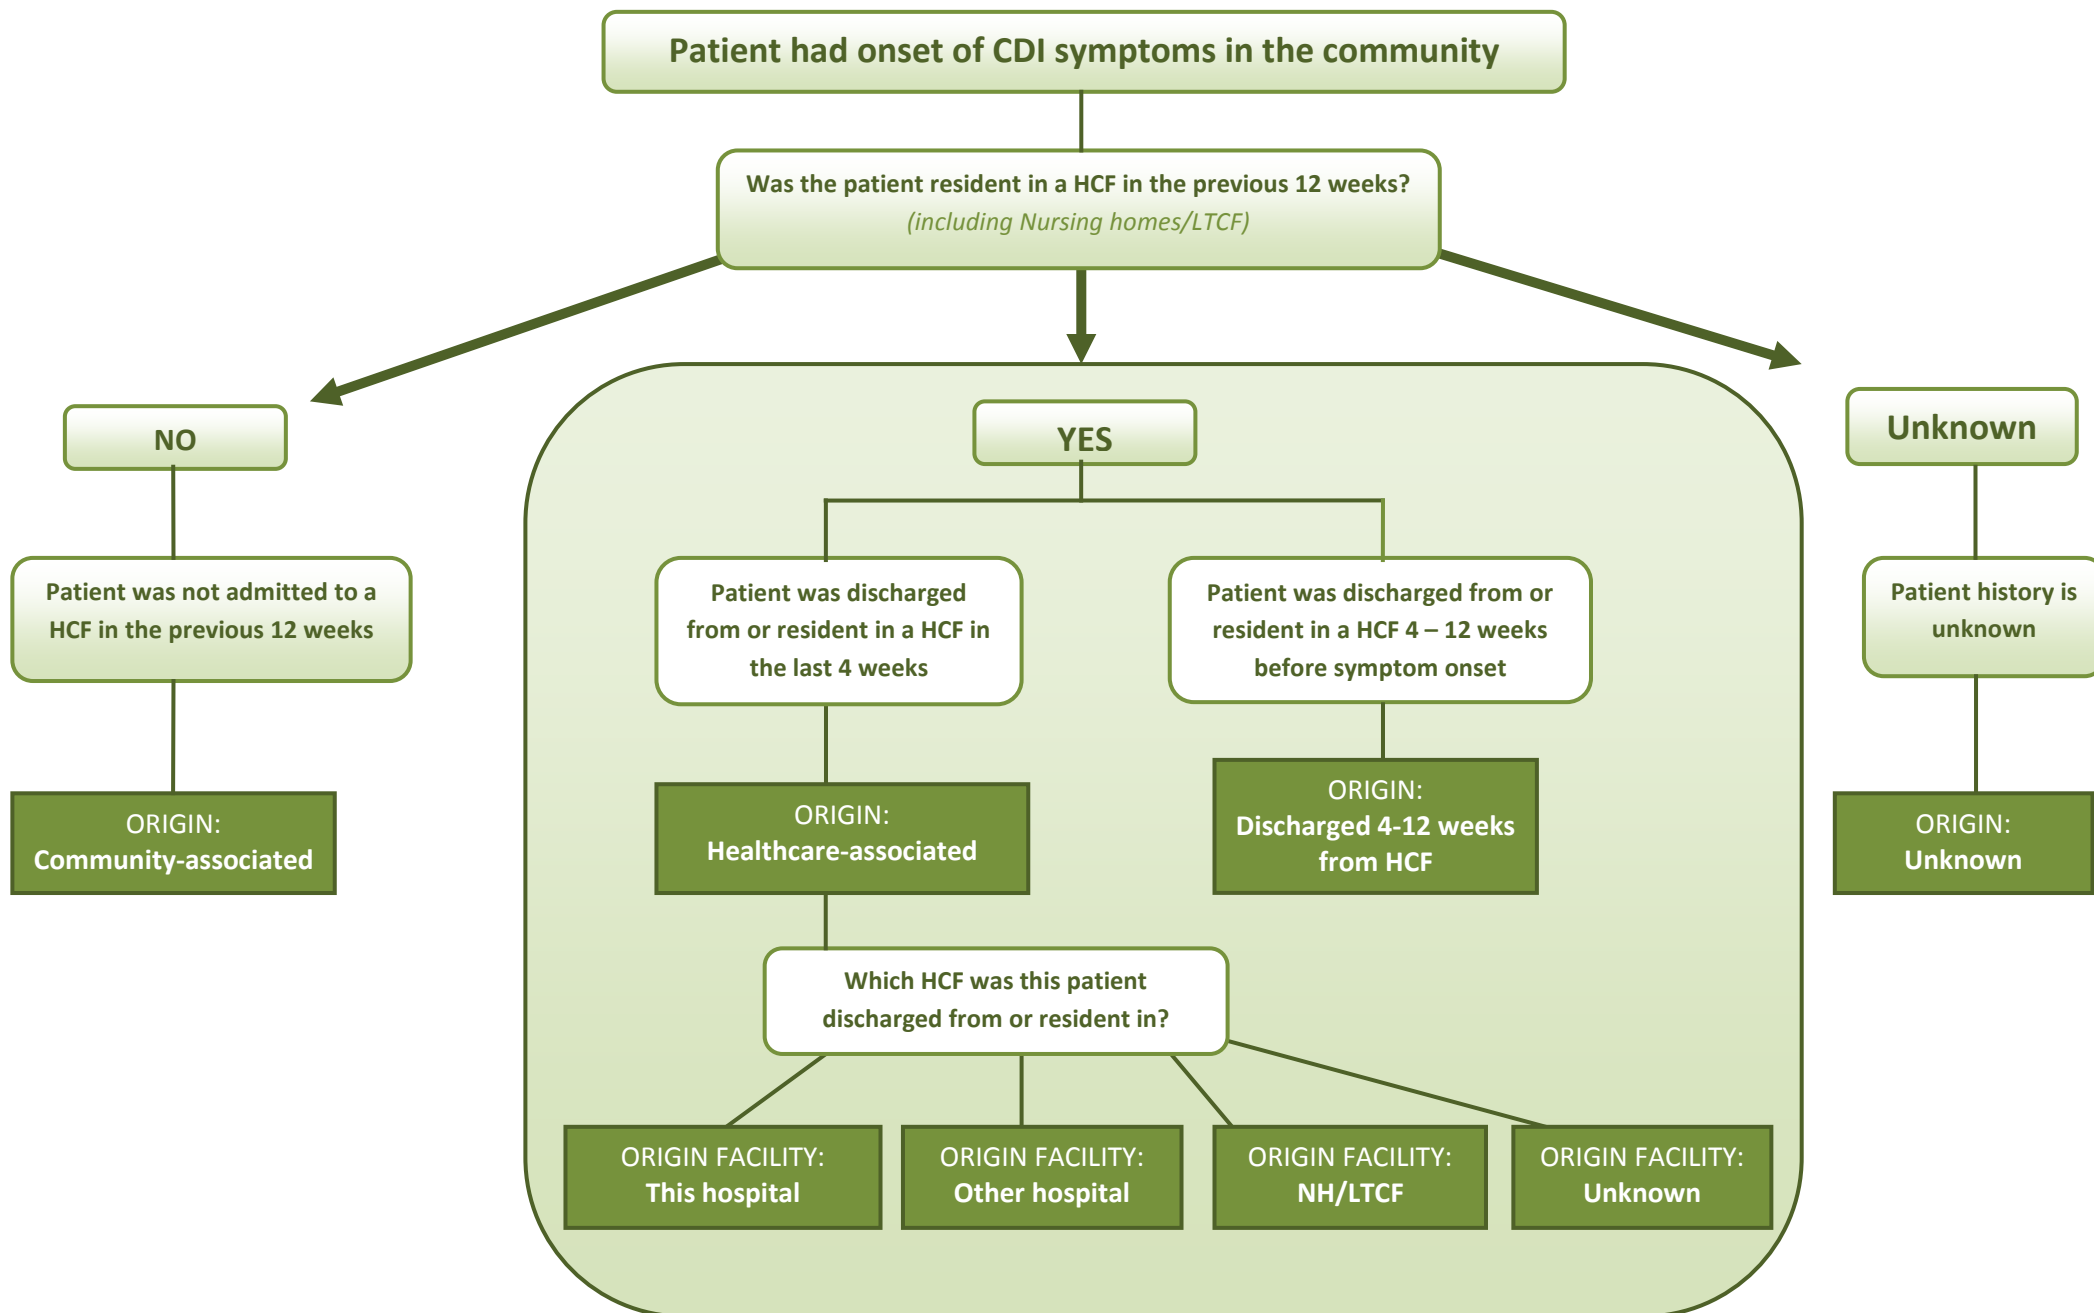 Patient had onset of CDI symptoms in the community
Was the patient resident in a HCF in the previous 12 weeks?
(including Nursing homes/LTCF)
NO
YES
Unknown
Patient was not admitted to a
HCF in the previous 12 weeks
Patient was discharged
from or resident in a HCF in
the last 4 weeks
Patient was discharged from or
resident in a HCF 4 – 12 weeks
before symptom onset
Patient history is
unknown
ORIGIN:
Community-associated
ORIGIN:
Healthcare-associated
ORIGIN:
Discharged 4-12 weeks
from HCF
ORIGIN:
Unknown
Which HCF was this patient
discharged from or resident in?
ORIGIN FACILITY:
This hospital
ORIGIN FACILITY:
Other hospital
ORIGIN FACILITY:
NH/LTCF
ORIGIN FACILITY:
Unknown